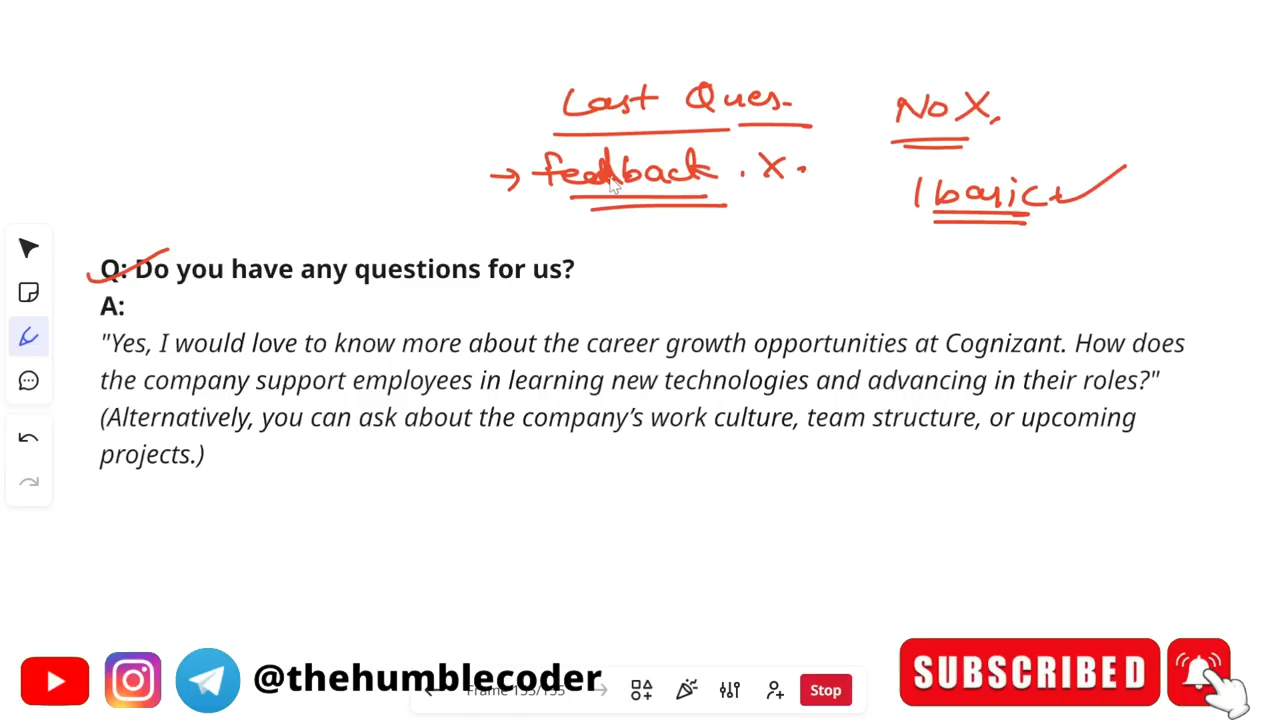 Last Ques.
No X.
→ feedback . X.
1 basic ✓
Q: Do you have any questions for us?
A:
"Yes, I would love to know more about the career growth opportunities at Cognizant. How does
the company support employees in learning new technologies and advancing in their roles?"
(Alternatively, you can ask about the company's work culture, team structure, or upcoming
projects.)
@thehumblecoder
Stop
SUBSCRIBED